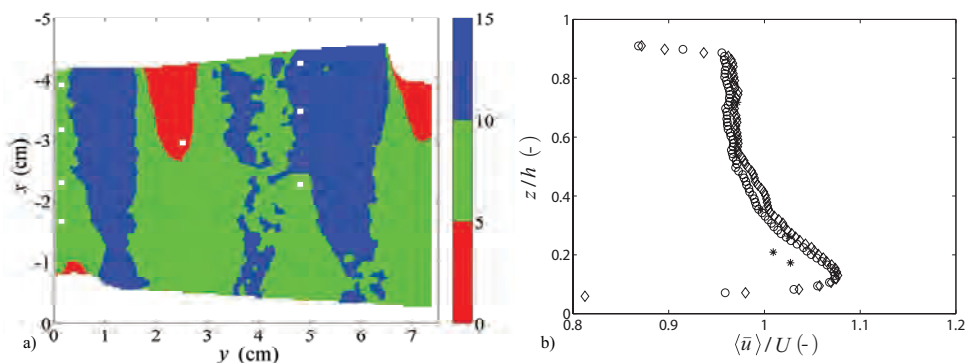 -5
-4
-3
-2
-1
0
x (cm)
0 1 2 3 4 5 6 7
y (cm)
15
10
5
0
a)
1
0.8
0.6
0.4
0.2
0
z/h (-)
0.8 0.9 1 1.1 1.2
⟨u̅⟩/U (-)
b)